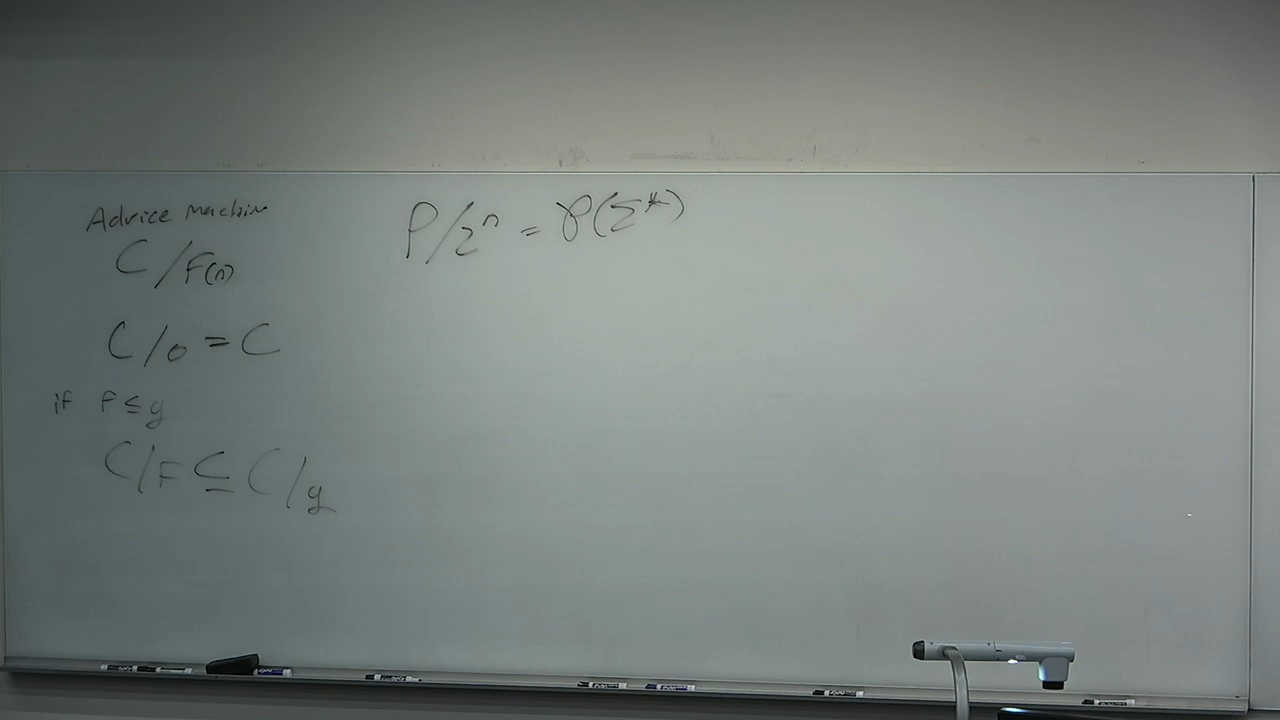 Advice machine
C/F(n)
C/0 = C
if F ≤ g
C/F ⊆ C/g
P/2ⁿ = 𝒫(Σ*)